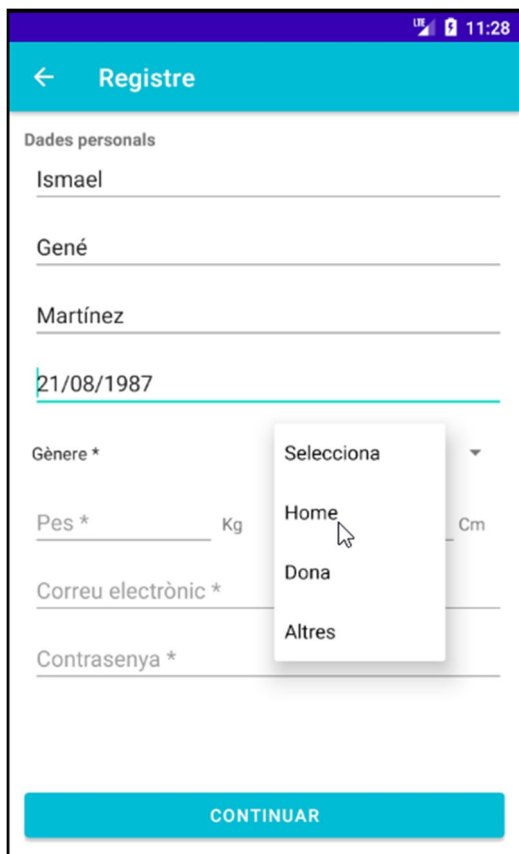 LTE 11:28
Registre
Dades personals
Ismael
Gené
Martínez
21/08/1987
Gènere * Selecciona
Pes * Kg Home Cm
Dona
Correu electrònic *
Altres
Contrasenya *
CONTINUAR